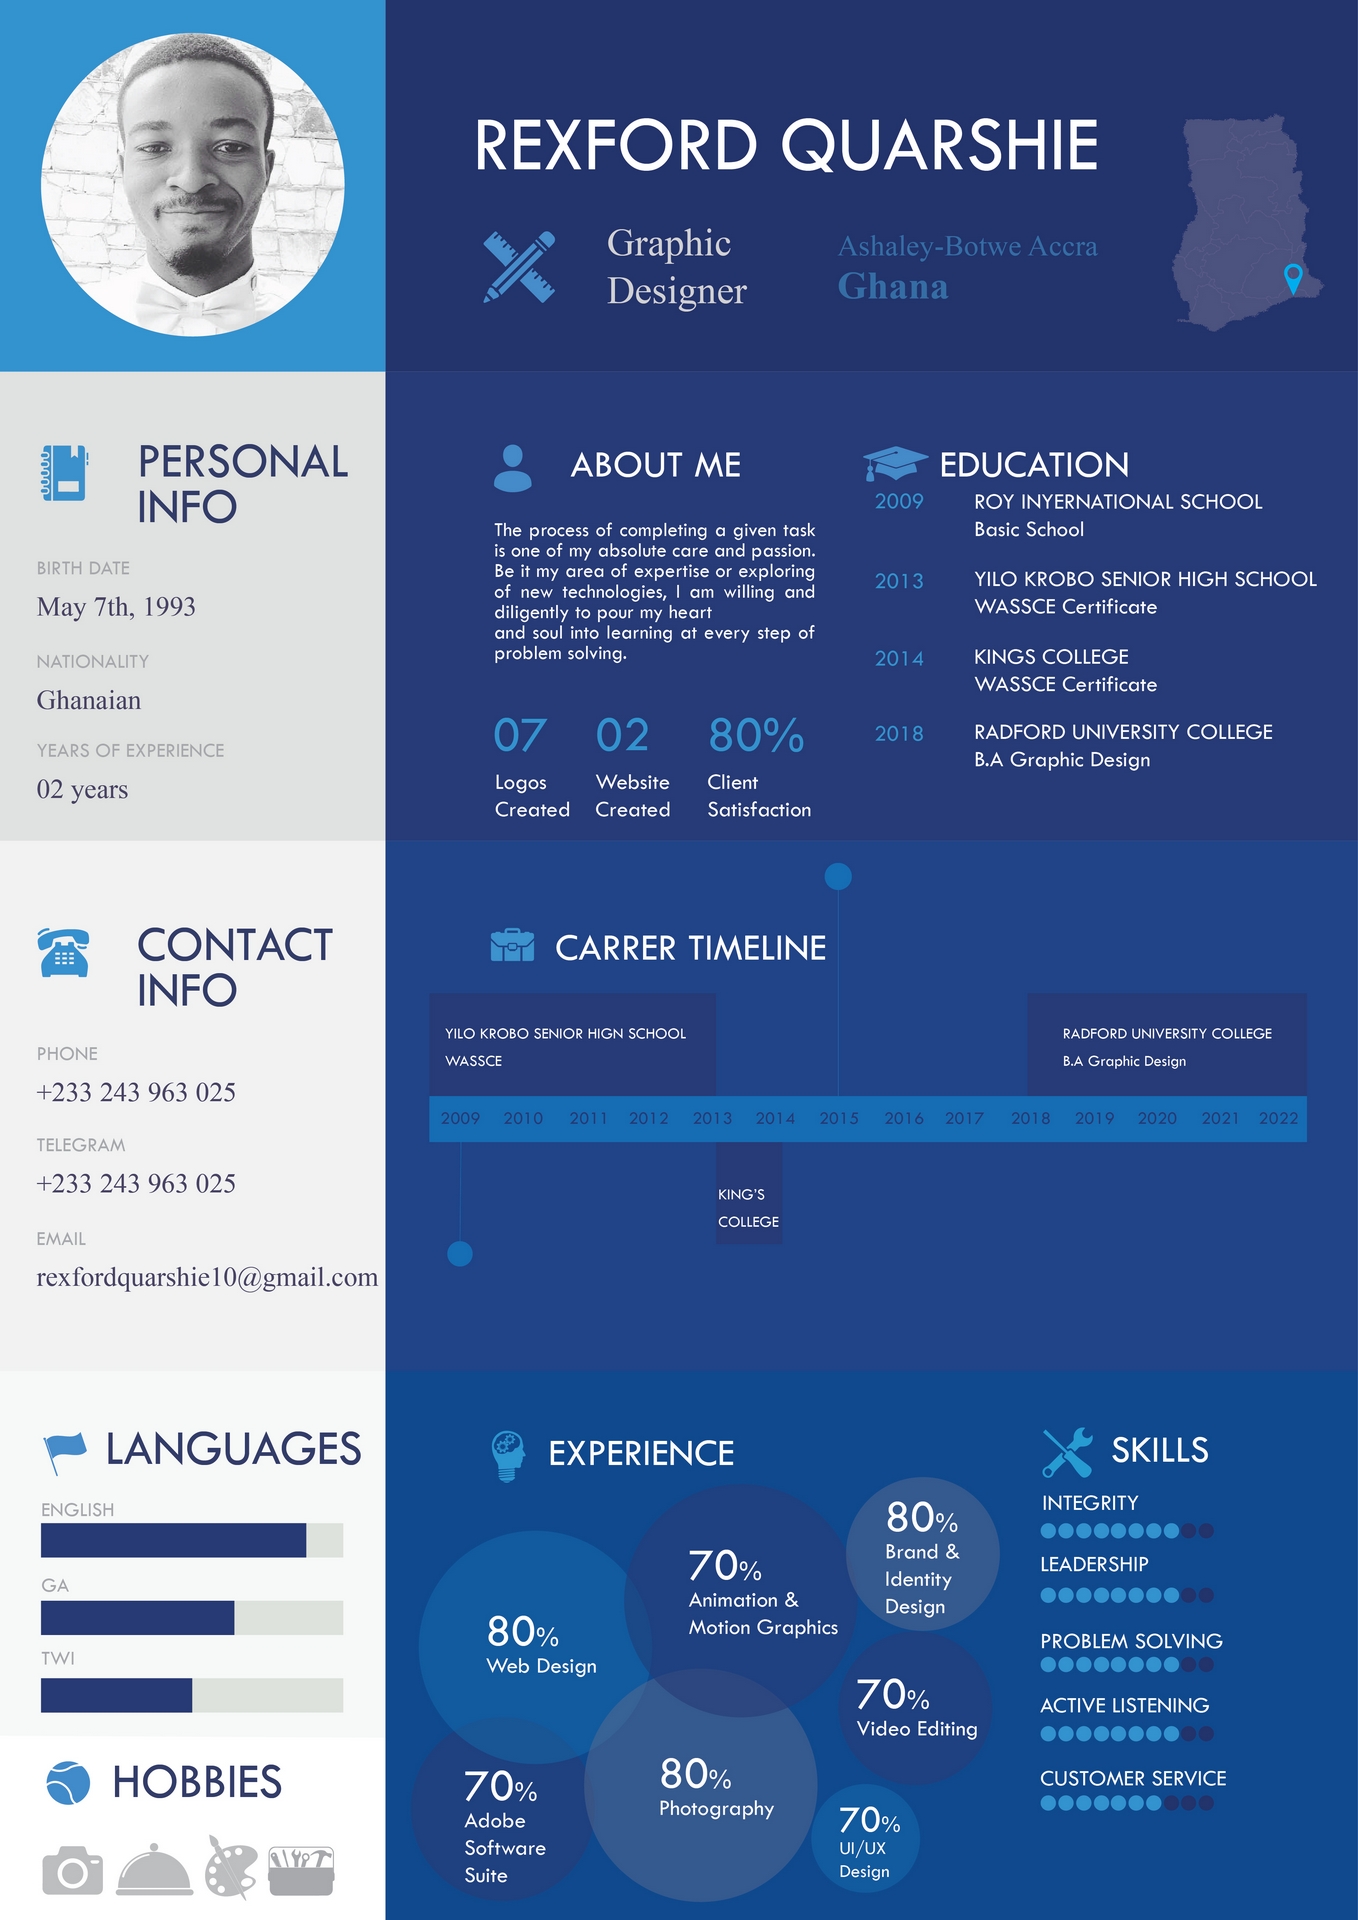 REXFORD QUARSHIE
Graphic
Designer
Ashaley-Botwe Accra
Ghana
PERSONAL
INFO
BIRTH DATE
May 7th, 1993
NATIONALITY
Ghanaian
YEARS OF EXPERIENCE
02 years
ABOUT ME
The process of completing a given task
is one of my absolute care and passion.
Be it my area of expertise or exploring
of new technologies, I am willing and
diligently to pour my heart
and soul into learning at every step of
problem solving.
07
Logos
Created
02
Website
Created
80%
Client
Satisfaction
EDUCATION
2009
ROY INYERNATIONAL SCHOOL
Basic School
2013
YILO KROBO SENIOR HIGH SCHOOL
WASSCE Certificate
2014
KINGS COLLEGE
WASSCE Certificate
2018
RADFORD UNIVERSITY COLLEGE
B.A Graphic Design
CONTACT
INFO
PHONE
+233 243 963 025
TELEGRAM
+233 243 963 025
EMAIL
rexfordquarshie10@gmail.com
CARRER TIMELINE
YILO KROBO SENIOR HIGN SCHOOL
WASSCE
RADFORD UNIVERSITY COLLEGE
B.A Graphic Design
2009 2010 2011 2012 2013 2014 2015 2016 2017 2018 2019 2020 2021 2022
KING'S
COLLEGE
LANGUAGES
ENGLISH
GA
TWI
HOBBIES
EXPERIENCE
80%
Web Design
70%
Animation &
Motion Graphics
80%
Brand &
Identity
Design
70%
Video Editing
70%
Adobe
Software
Suite
80%
Photography
70%
UI/UX
Design
SKILLS
INTEGRITY
LEADERSHIP
PROBLEM SOLVING
ACTIVE LISTENING
CUSTOMER SERVICE